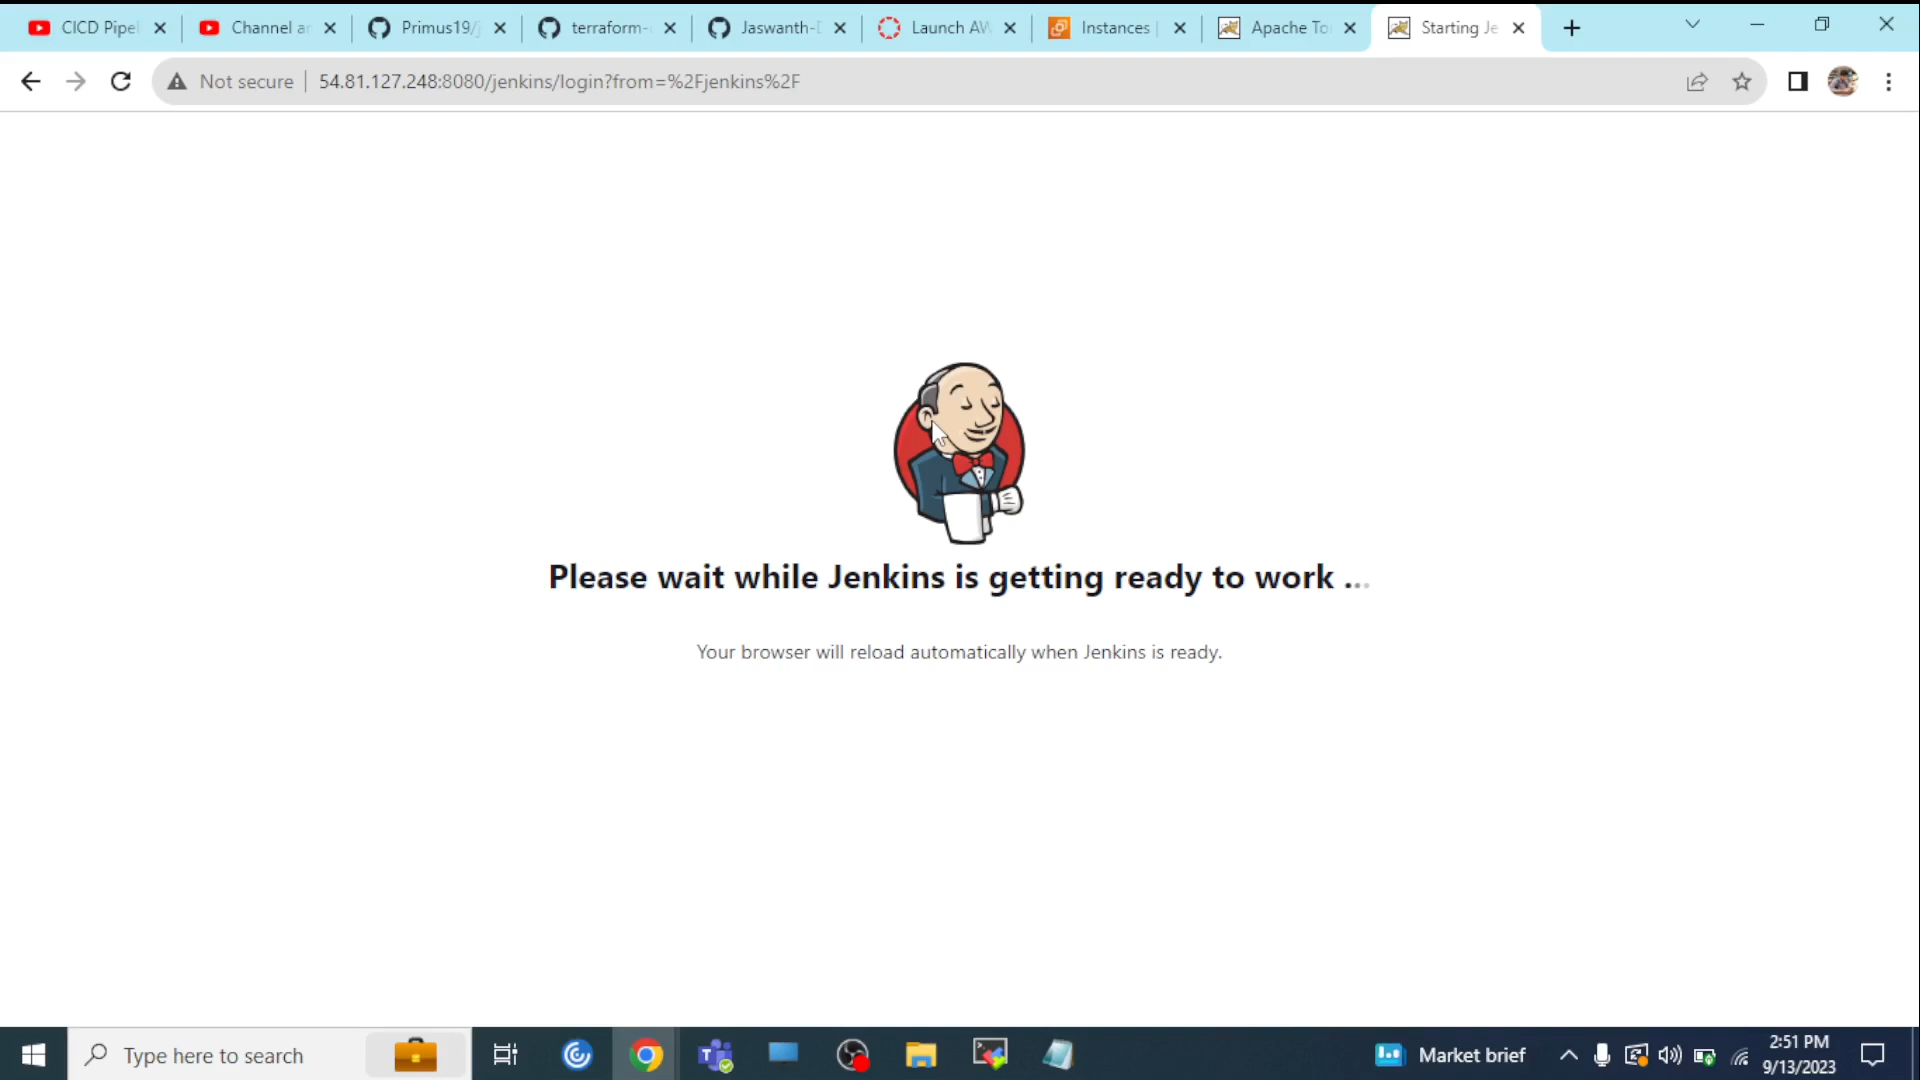 CICD Pipel
Channel an
Primus19/j
terraform-
Jaswanth-D
Launch AW
Instances |
Apache To
Starting Je
Not secure
54.81.127.248:8080/jenkins/login?from=%2Fjenkins%2F
Please wait while Jenkins is getting ready to work ...
Your browser will reload automatically when Jenkins is ready.
Type here to search
Market brief
2:51 PM
9/13/2023